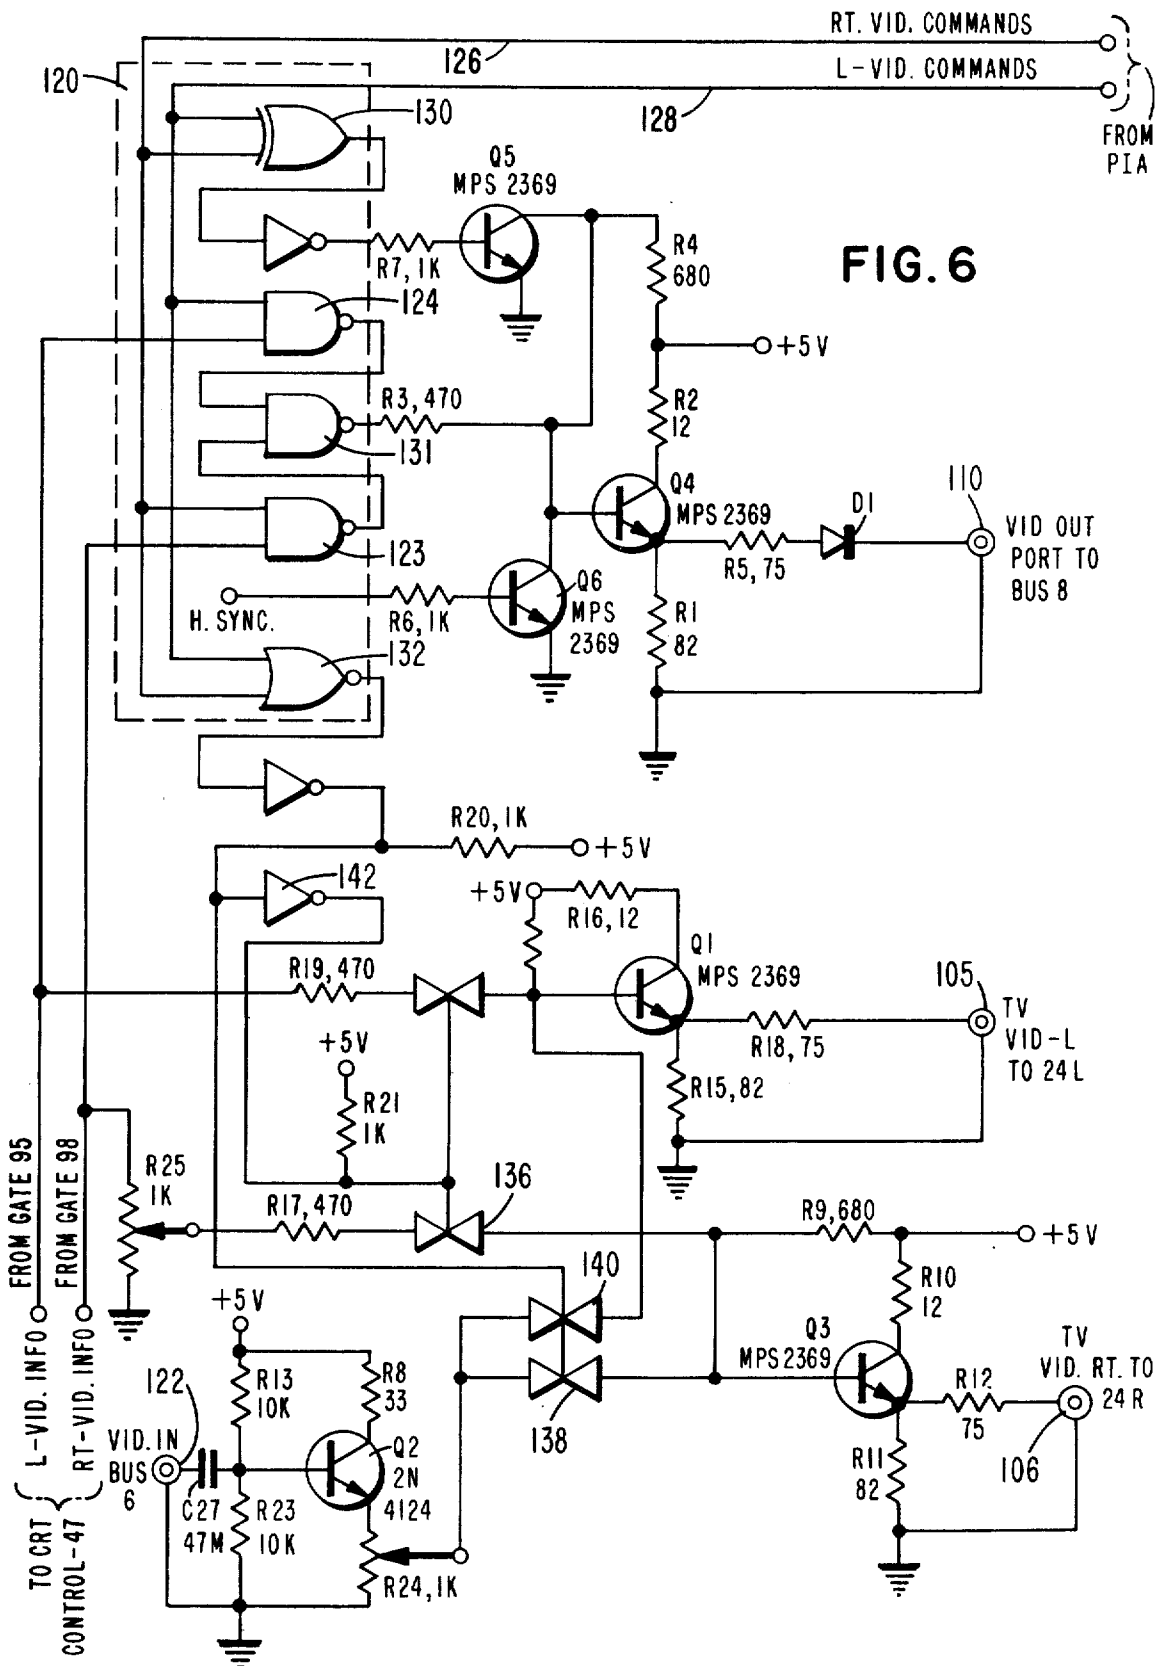 RT. VID. COMMANDS
126
L-VID. COMMANDS
128
FROM
PIA
120
130
Q5
MPS 2369
R7, 1K
124
R4
680
FIG. 6
+5V
R3, 470
131
R2
12
Q4
MPS 2369
123
R5, 75
D1
110
VID OUT
PORT TO
BUS 8
H. SYNC.
R6, 1K
Q6
MPS
2369
R1
82
132
R20, 1K
+5V
142
+5V
R16, 12
Q1
MPS 2369
R19, 470
105
TV
VID-L
TO 24L
R18, 75
R15, 82
+5V
R21
1K
FROM GATE 95
FROM GATE 98
R25
1K
R17, 470
136
R9, 680
+5V
140
R10
12
L-VID. INFO
RT-VID. INFO
+5V
Q3
MPS2369
TV
VID. RT. TO
24R
R12
75
122
R13
10K
R8
33
138
VID. IN
BUS
6
Q2
2N
4124
R11
82
106
C27
47M
R23
10K
R24, 1K
TO CRT
CONTROL-47